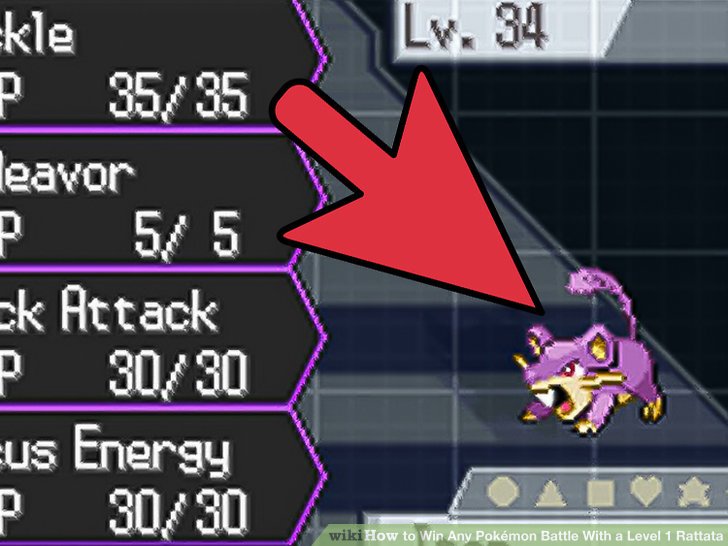 ckle
Lv. 34
P 35/35
leavor
P 5/ 5
ck Attack
P 30/30
cus Energy
P 30/30
wikiHow to Win Any Pokémon Battle With a Level 1 Rattata